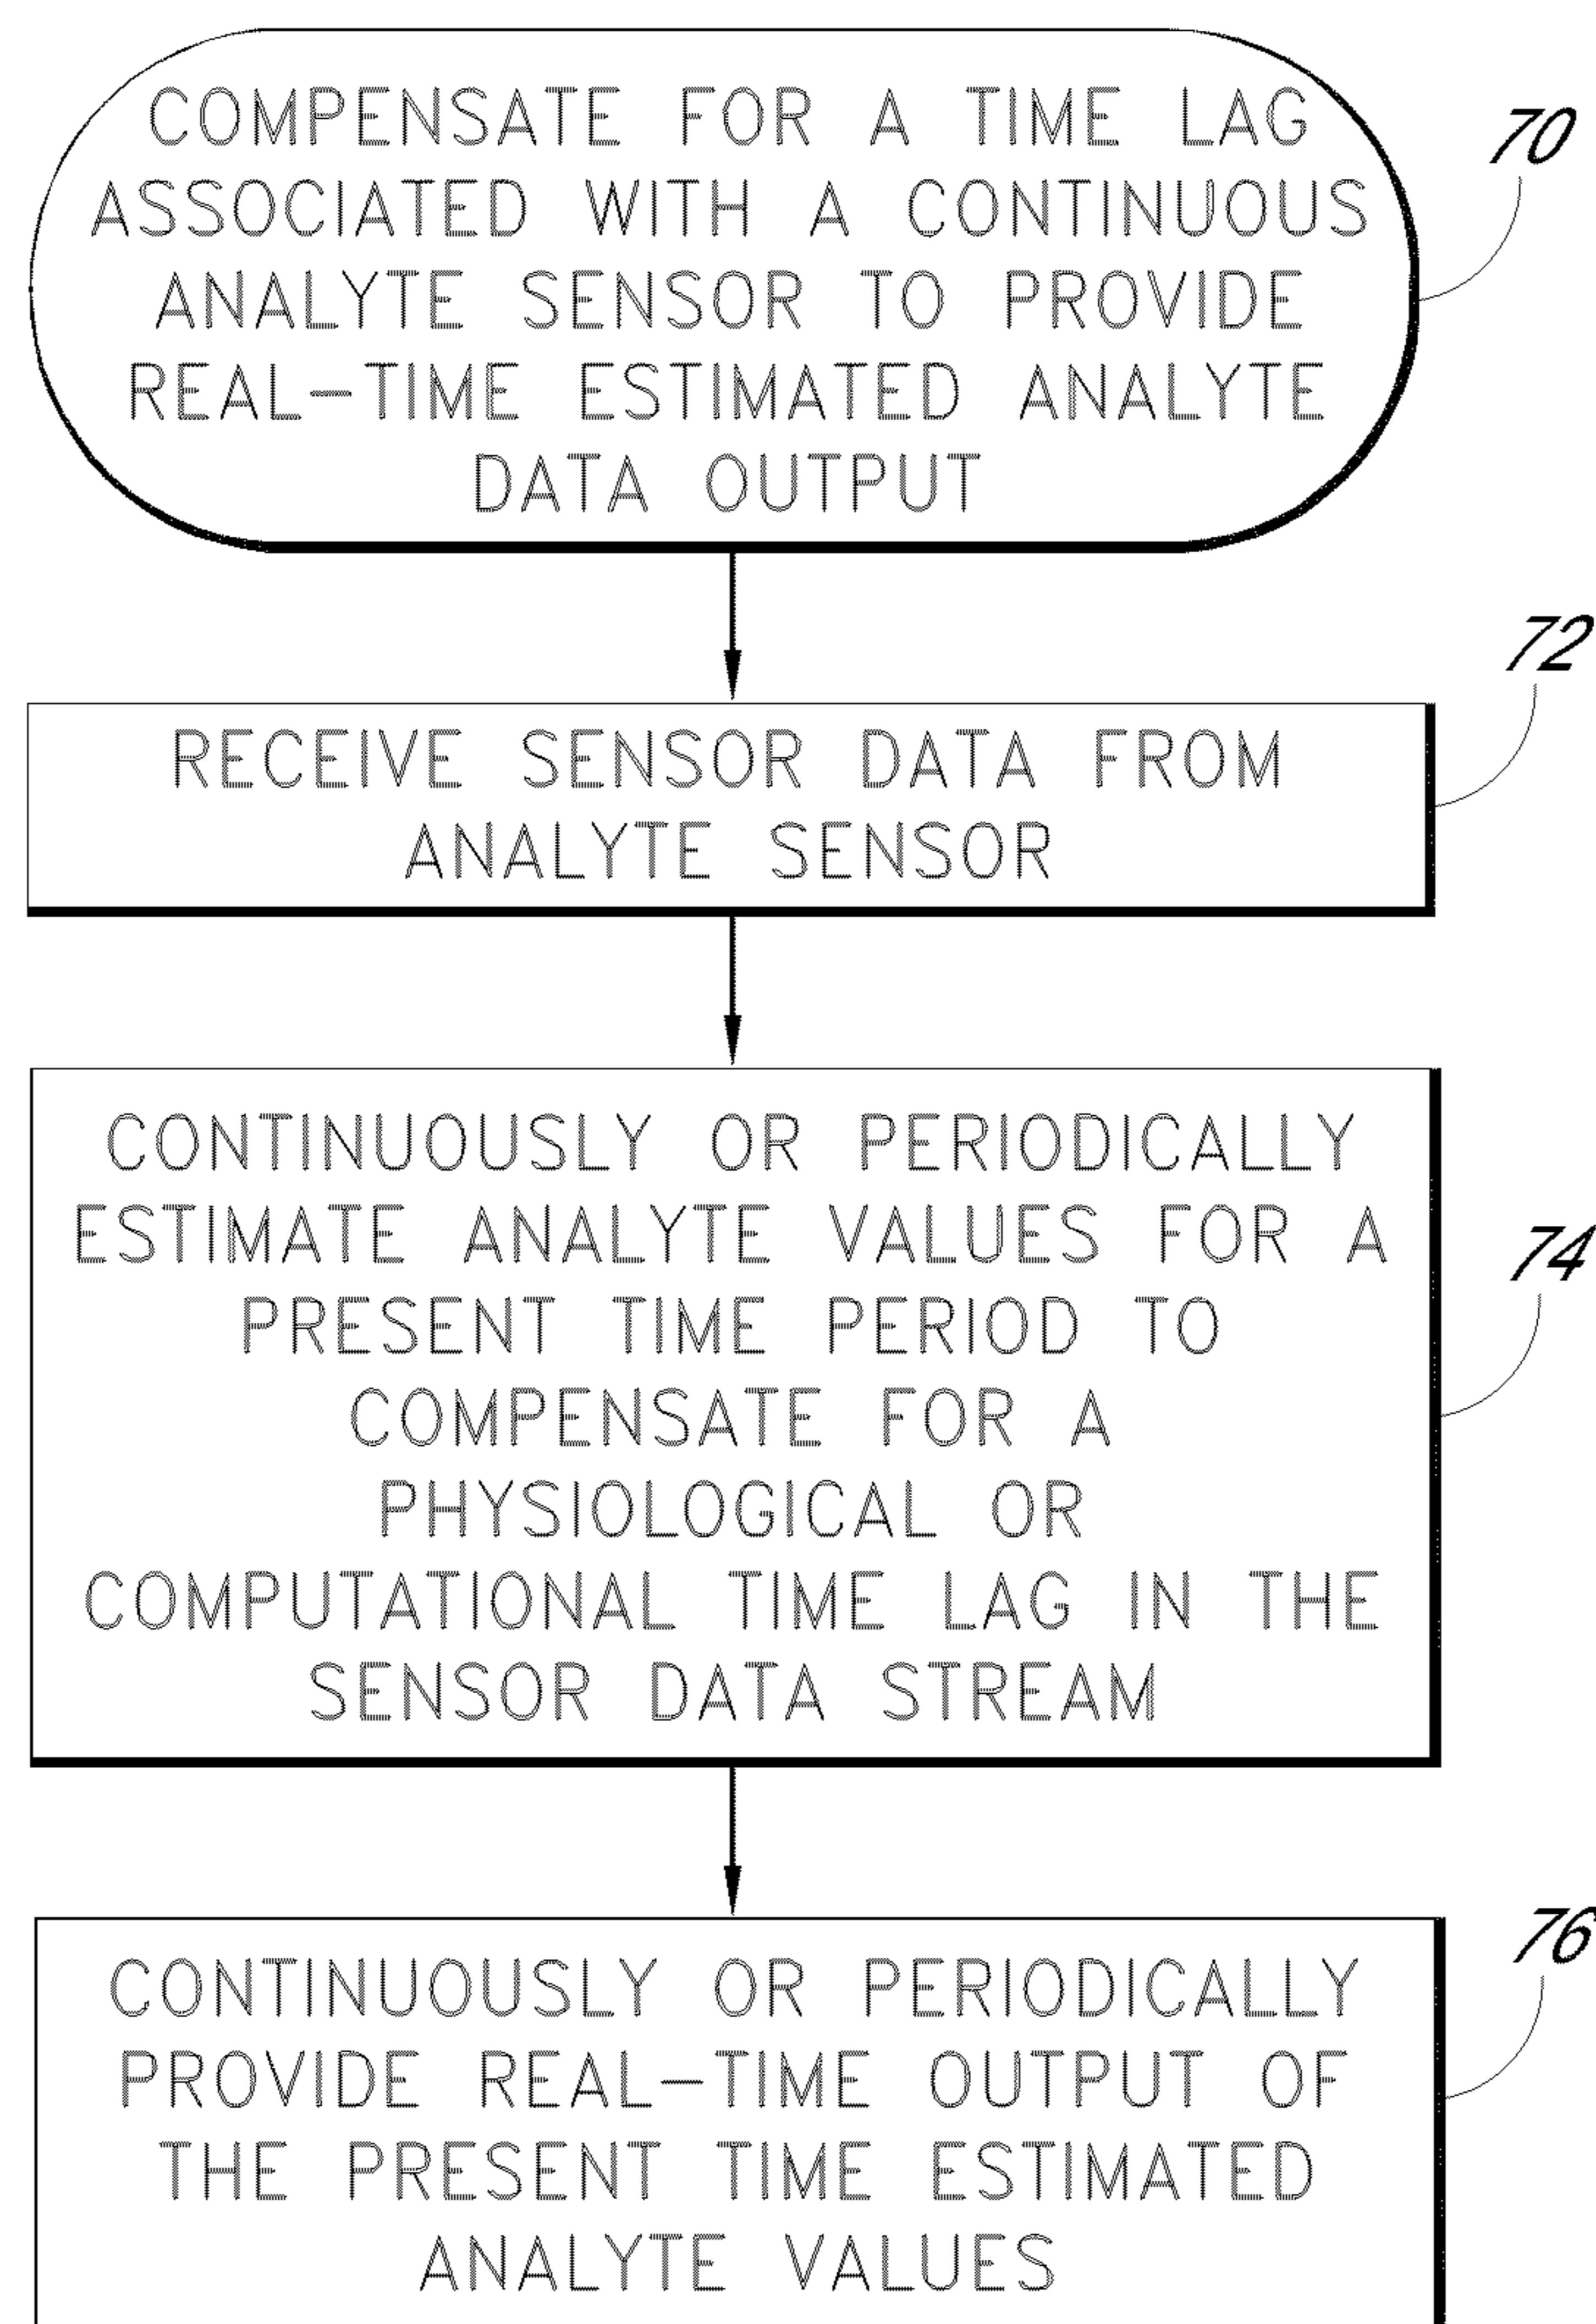 COMPENSATE FOR A TIME LAG
ASSOCIATED WITH A CONTINUOUS
ANALYTE SENSOR TO PROVIDE
REAL-TIME ESTIMATED ANALYTE
DATA OUTPUT
70
RECEIVE SENSOR DATA FROM
ANALYTE SENSOR
72
CONTINUOUSLY OR PERIODICALLY
ESTIMATE ANALYTE VALUES FOR A
PRESENT TIME PERIOD TO
COMPENSATE FOR A
PHYSIOLOGICAL OR
COMPUTATIONAL TIME LAG IN THE
SENSOR DATA STREAM
74
CONTINUOUSLY OR PERIODICALLY
PROVIDE REAL-TIME OUTPUT OF
THE PRESENT TIME ESTIMATED
ANALYTE VALUES
76